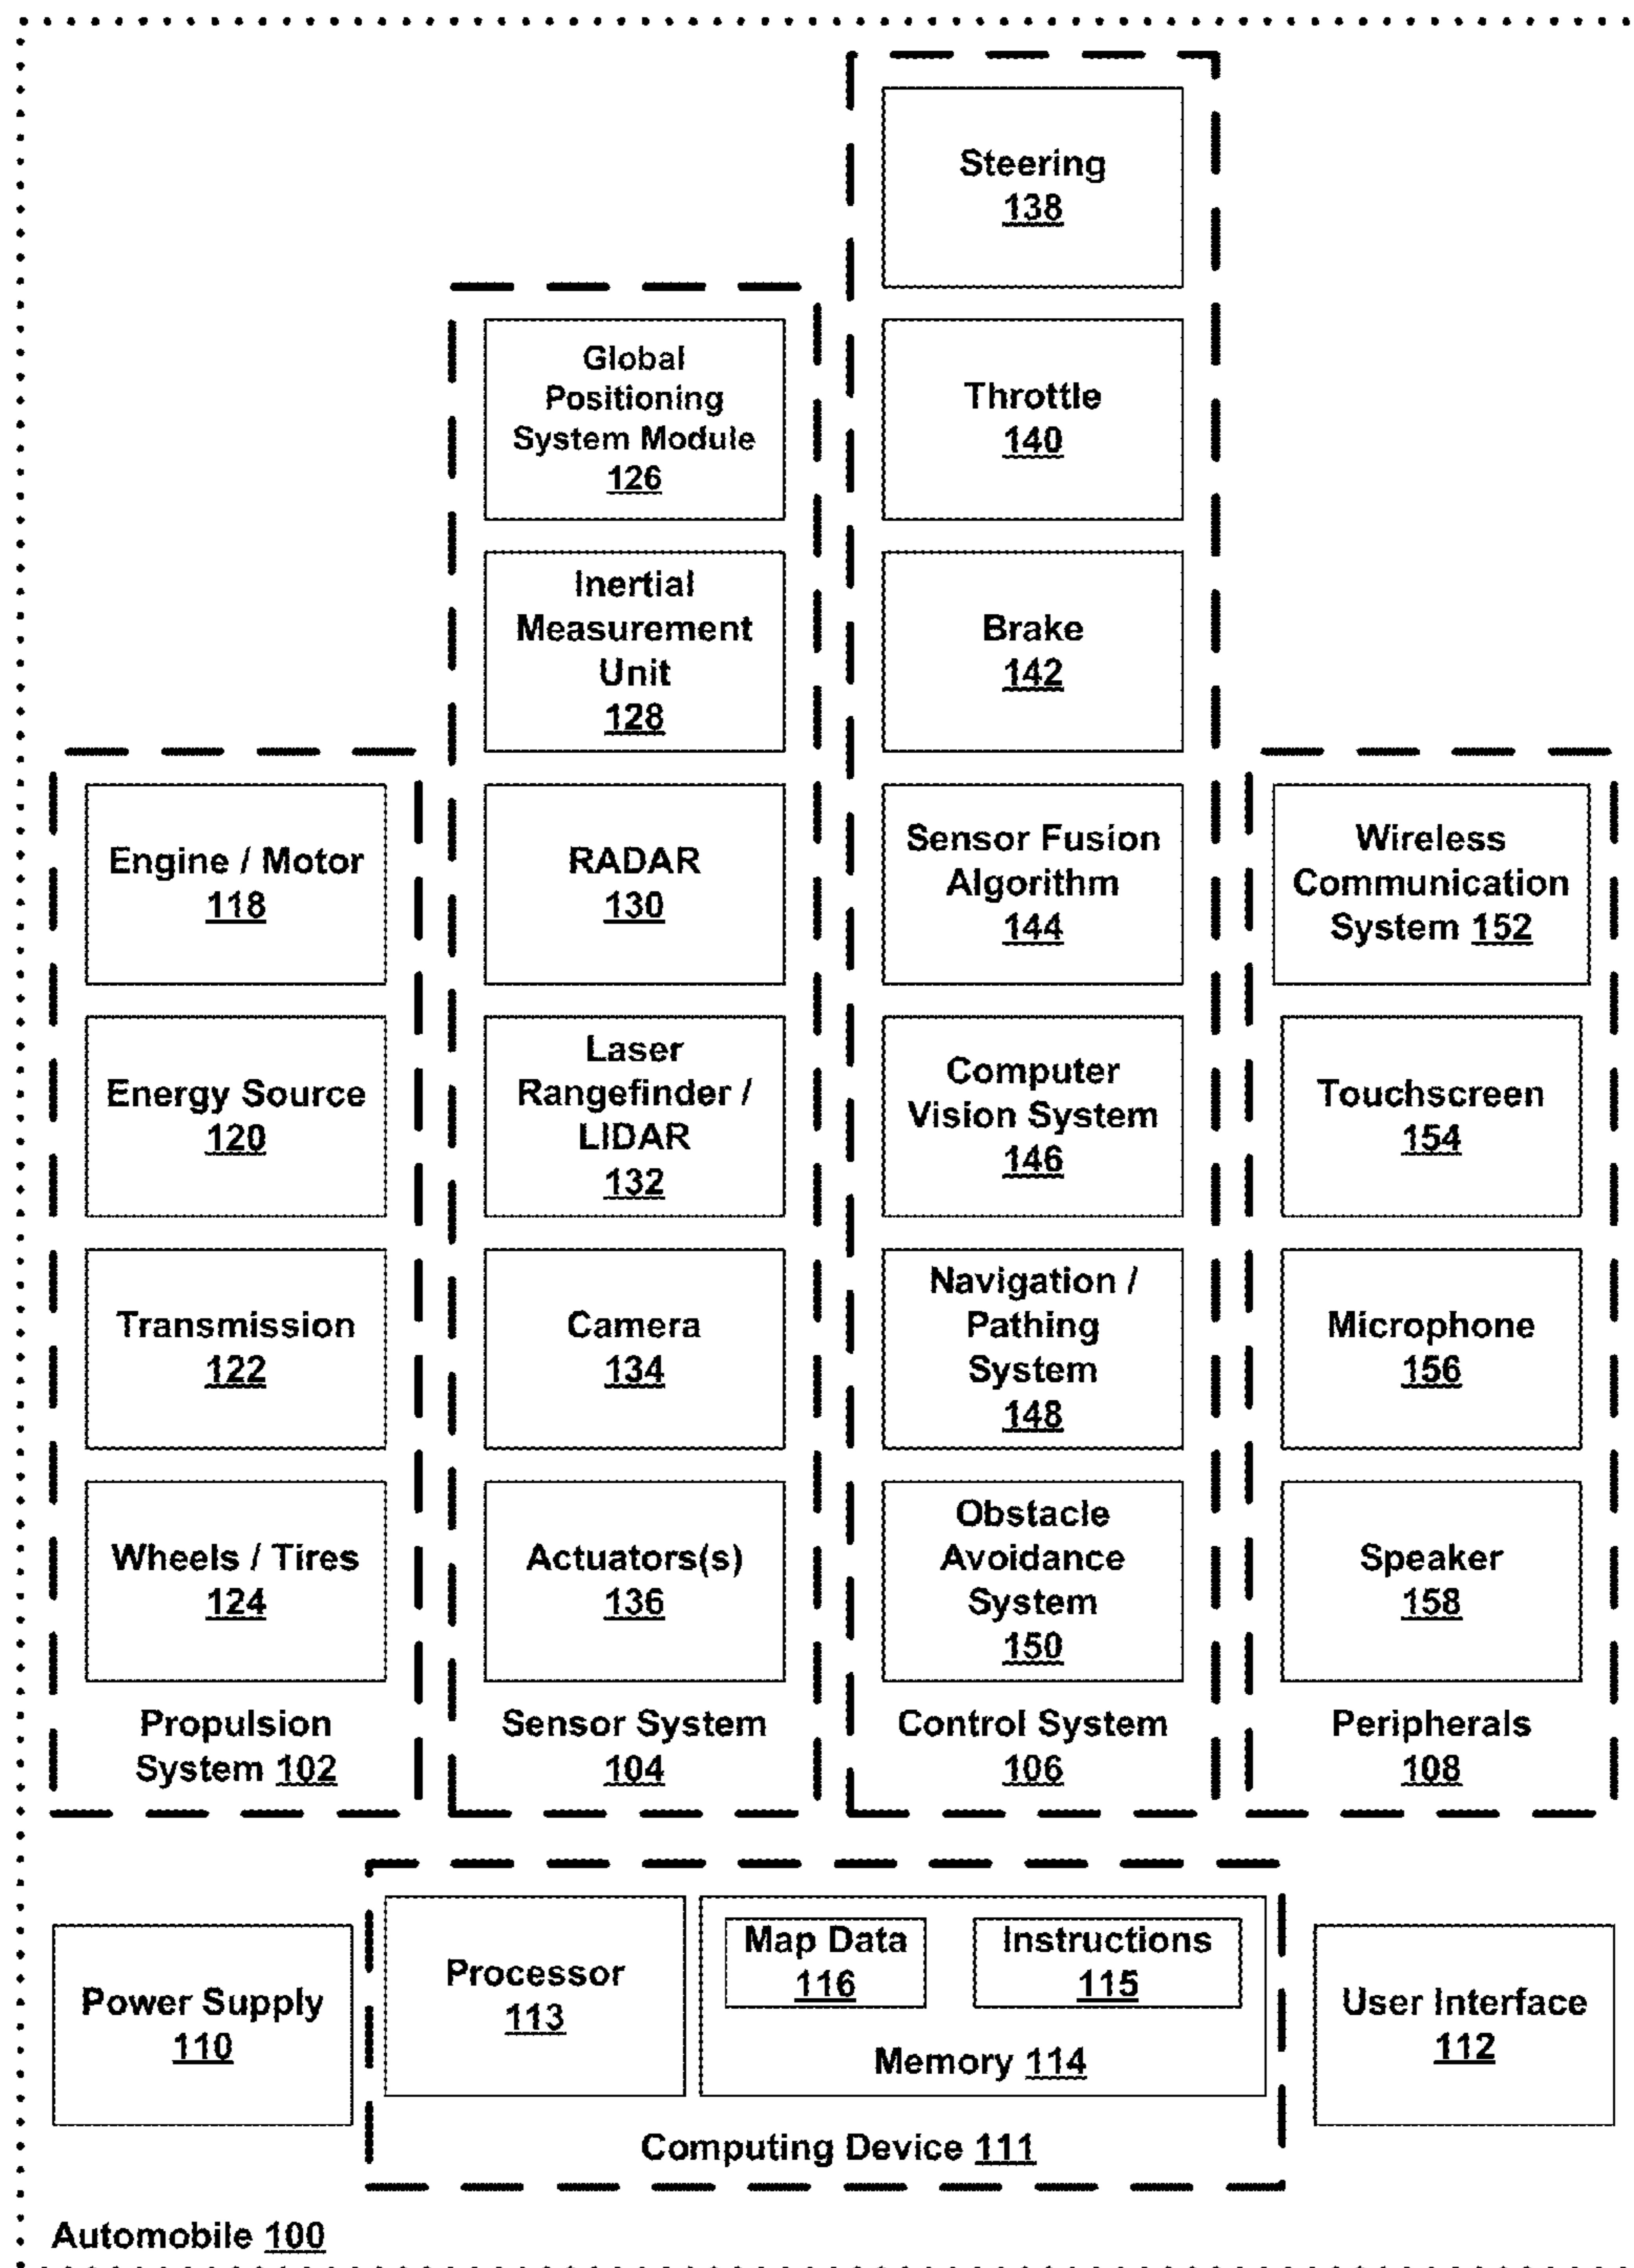 Steering
138
Global
Positioning
System Module
126
Throttle
140
Inertial
Measurement
Unit
128
Brake
142
Engine / Motor
118
RADAR
130
Sensor Fusion
Algorithm
144
Wireless
Communication
System 152
Energy Source
120
Laser
Rangefinder /
LIDAR
132
Computer
Vision System
146
Touchscreen
154
Transmission
122
Camera
134
Navigation /
Pathing
System
148
Microphone
156
Wheels / Tires
124
Actuators(s)
136
Obstacle
Avoidance
System
150
Speaker
158
Propulsion
System 102
Sensor System
104
Control System
106
Peripherals
108
Power Supply
110
Processor
113
Map Data
116
Instructions
115
Memory 114
User Interface
112
Computing Device 111
Automobile 100